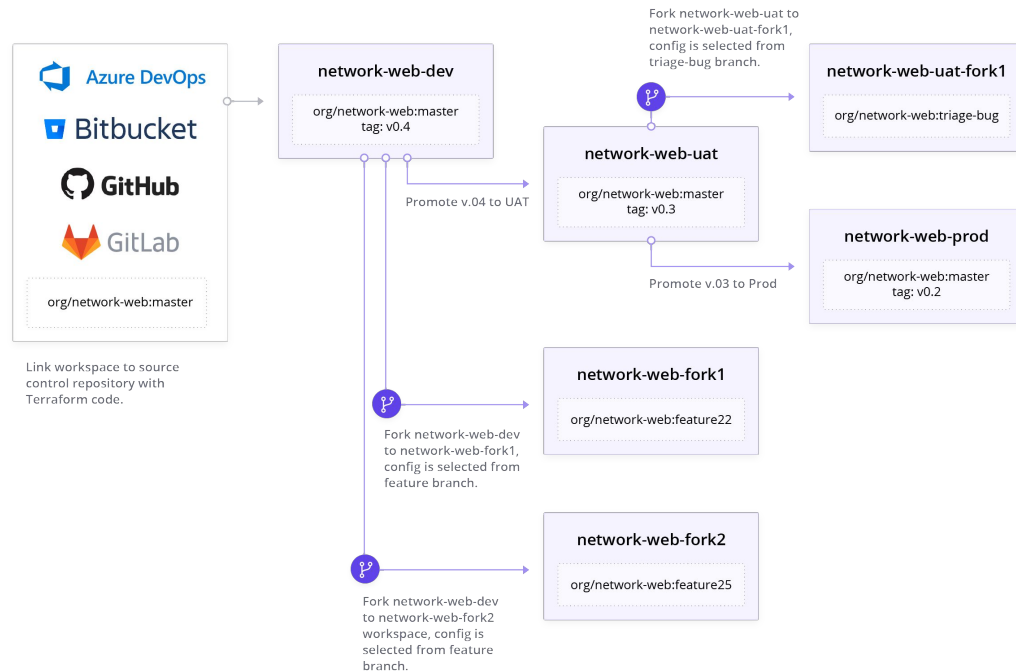 Azure DevOps
Bitbucket
GitHub
GitLab
org/network-web:master
Link workspace to source
control repository with
Terraform code.
network-web-dev
org/network-web:master
tag: v0.4
Promote v.04 to UAT
Fork network-web-uat to
network-web-uat-fork1,
config is selected from
triage-bug branch.
network-web-uat
org/network-web:master
tag: v0.3
Promote v.03 to Prod
network-web-uat-fork1
org/network-web:triage-bug
network-web-prod
org/network-web:master
tag: v0.2
Fork network-web-dev
to network-web-fork1,
config is selected from
feature branch.
network-web-fork1
org/network-web:feature22
Fork network-web-dev
to network-web-fork2
workspace, config is
selected from feature
branch.
network-web-fork2
org/network-web:feature25